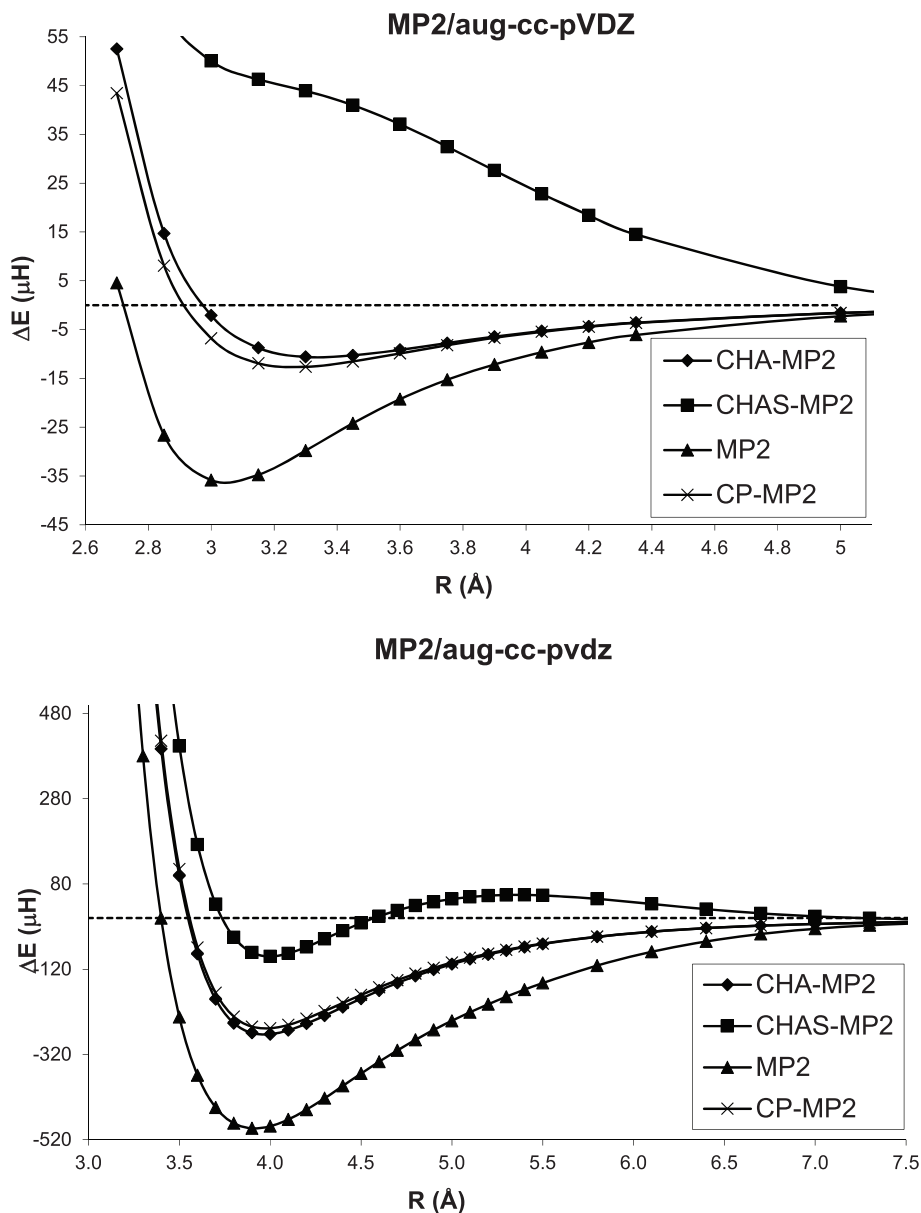 MP2/aug-cc-pVDZ
55
45
35
25
15
5
-5
-15
-25
-35
-45
ΔE (μH)
CHA-MP2
CHAS-MP2
MP2
CP-MP2
2.6 2.8 3 3.2 3.4 3.6 3.8 4 4.2 4.4 4.6 4.8 5
R (Å)
MP2/aug-cc-pvdz
480
280
80
-120
-320
-520
ΔE (μH)
CHA-MP2
CHAS-MP2
MP2
CP-MP2
3.0 3.5 4.0 4.5 5.0 5.5 6.0 6.5 7.0 7.5
R (Å)